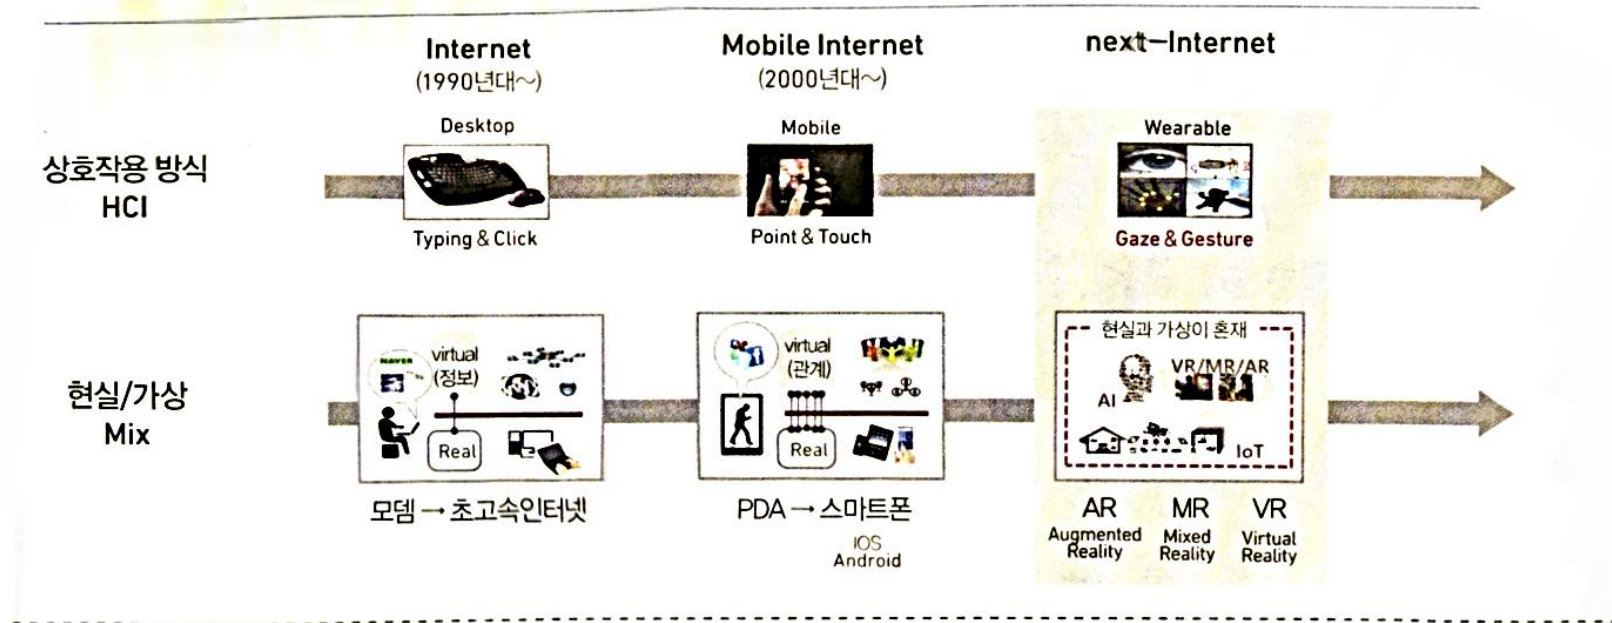 Internet
(1990년대~)
Mobile Internet
(2000년대~)
next-Internet
상호작용 방식
HCI
Desktop
Typing & Click
Mobile
Point & Touch
Wearable
Gaze & Gesture
현실/가상
Mix
NAVER
virtual
(정보)
Real
모뎀 → 초고속인터넷
virtual
(관계)
Real
PDA → 스마트폰
IOS
Android
현실과 가상이 혼재
VR/MR/AR
AI
IoT
AR
Augmented
Reality
MR
Mixed
Reality
VR
Virtual
Reality